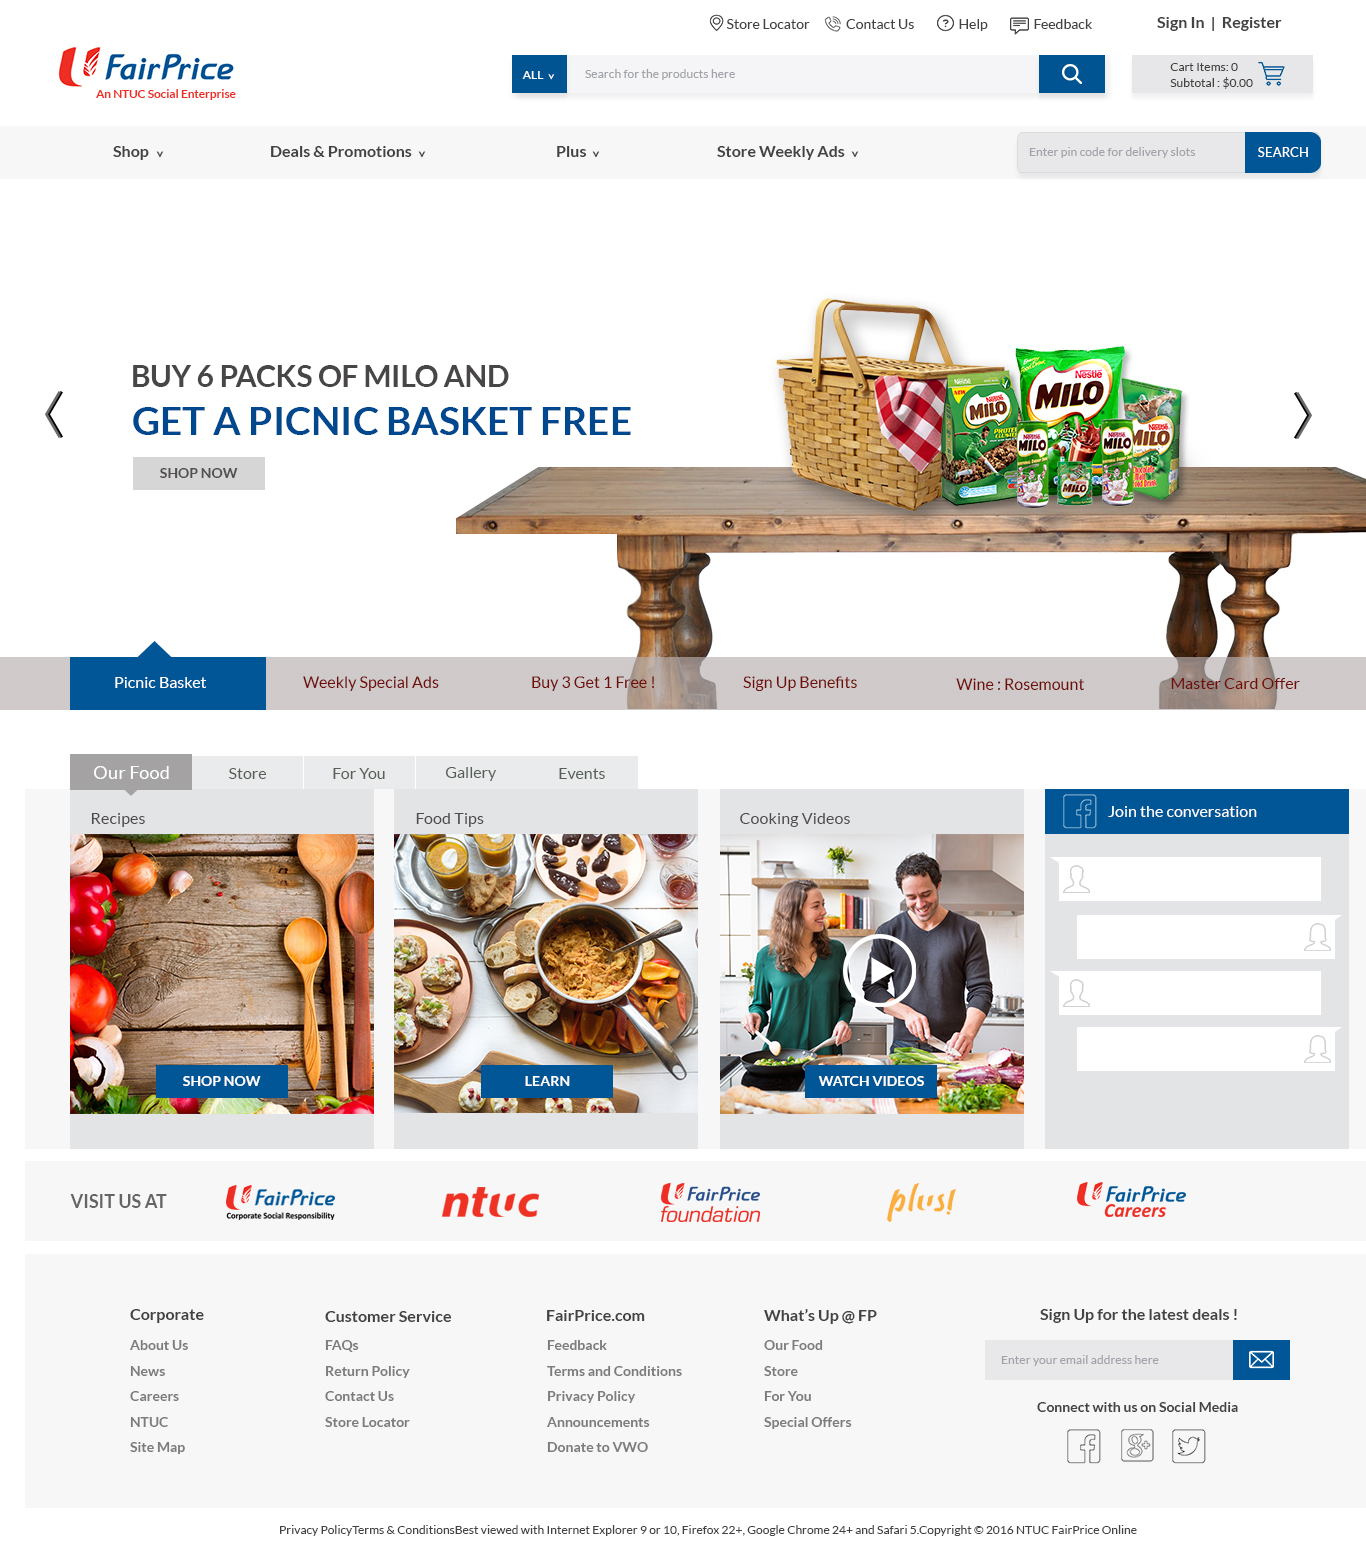 Store Locator
Contact Us
Help
Feedback
Sign In | Register
FairPrice
An NTUC Social Enterprise
ALL v
Search for the products here
Cart Items: 0
Subtotal : $0.00
Shop v
Deals & Promotions v
Plus v
Store Weekly Ads v
Enter pin code for delivery slots
SEARCH
BUY 6 PACKS OF MILO AND
GET A PICNIC BASKET FREE
SHOP NOW
Nestlé
MILO
Nestlé
MILO
NEW
MILO
MILO
MILO
MILO
Picnic Basket
Weekly Special Ads
Buy 3 Get 1 Free !
Sign Up Benefits
Wine : Rosemount
Master Card Offer
Our Food
Store
For You
Gallery
Events
Recipes
Food Tips
Cooking Videos
Join the conversation
SHOP NOW
LEARN
WATCH VIDEOS
VISIT US AT
FairPrice
Corporate Social Responsibility
ntuc
FairPrice
foundation
plus!
FairPrice
Careers
Corporate
About Us
News
Careers
NTUC
Site Map
Customer Service
FAQs
Return Policy
Contact Us
Store Locator
FairPrice.com
Feedback
Terms and Conditions
Privacy Policy
Announcements
Donate to VWO
What’s Up @ FP
Our Food
Store
For You
Special Offers
Sign Up for the latest deals !
Enter your email address here
Connect with us on Social Media
Privacy PolicyTerms & ConditionsBest viewed with Internet Explorer 9 or 10, Firefox 22+, Google Chrome 24+ and Safari 5.Copyright © 2016 NTUC FairPrice Online